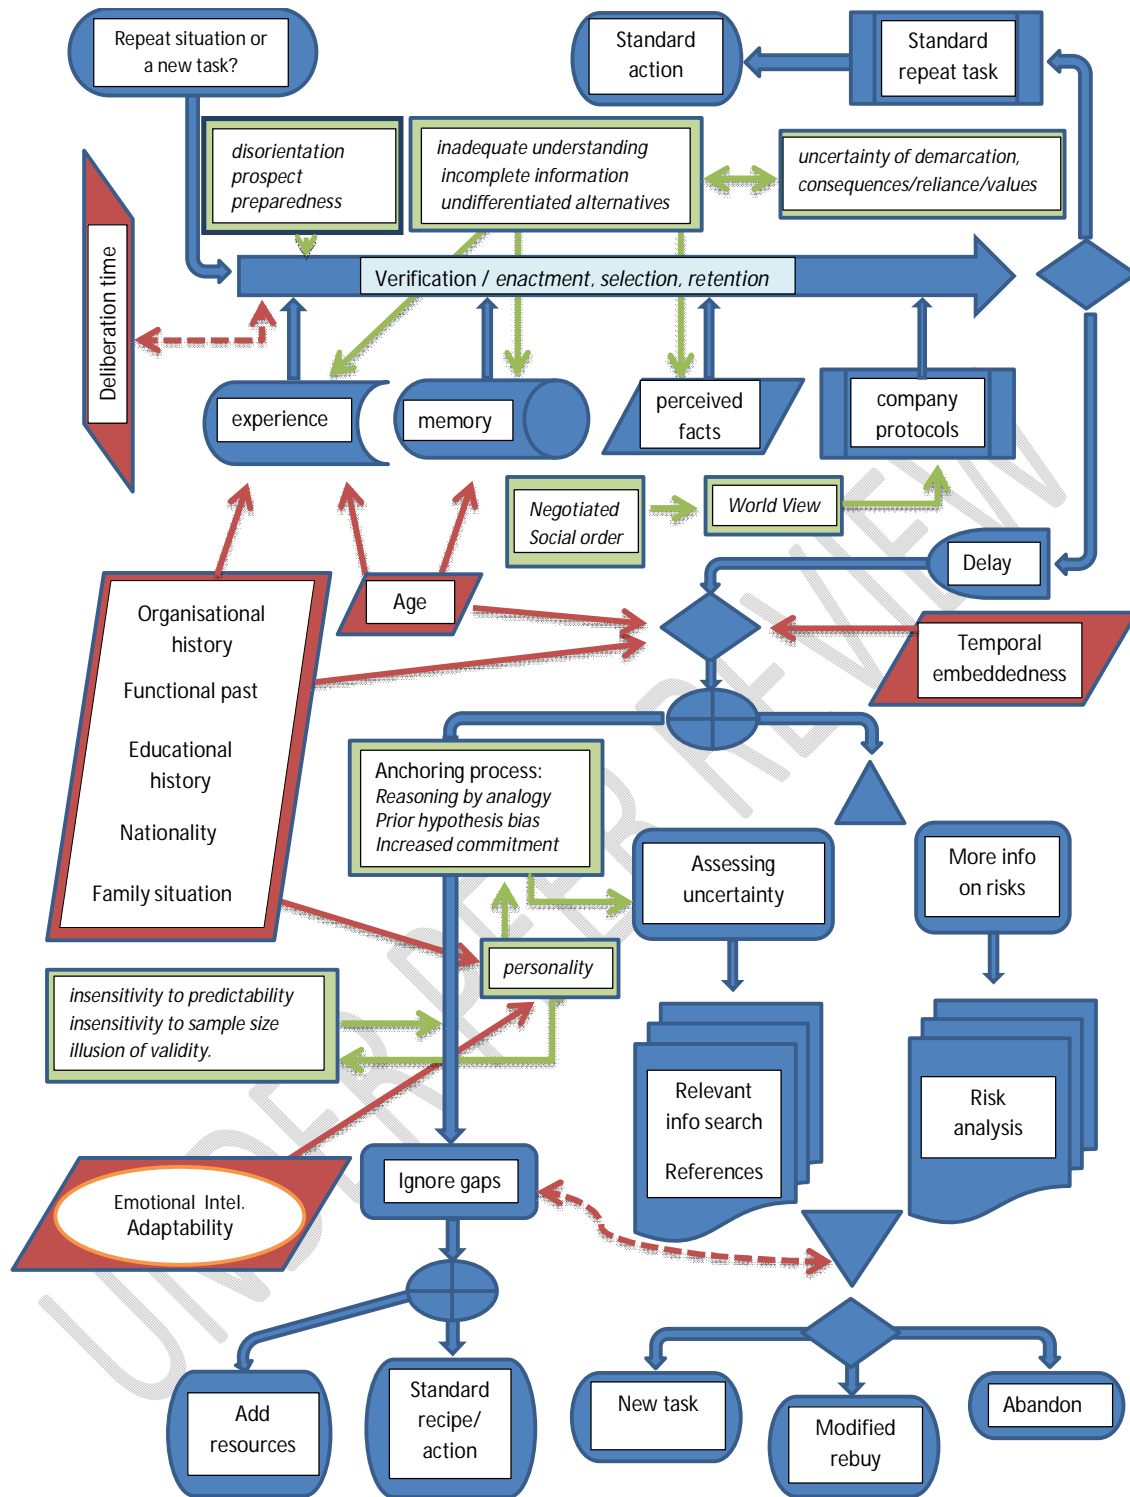 Repeat situation or
a new task?
Standard
action
Standard
repeat task
disorientation
prospect
preparedness
inadequate understanding
incomplete information
undifferentiated alternatives
uncertainty of demarcation,
consequences/reliance/values
Deliberation time
Verification / enactment, selection, retention
experience
memory
perceived
facts
company
protocols
Negotiated
Social order
World View
Delay
Organisational
history
Functional past
Educational
history
Nationality
Family situation
Age
Temporal
embeddedness
Anchoring process:
Reasoning by analogy
Prior hypothesis bias
Increased commitment
Assessing
uncertainty
More info
on risks
personality
insensitivity to predictability
insensitivity to sample size
illusion of validity.
Relevant
info search
References
Risk
analysis
Emotional Intel.
Adaptability
Ignore gaps
Add
resources
Standard
recipe/
action
New task
Modified
rebuy
Abandon
UNDER PEER REVIEW